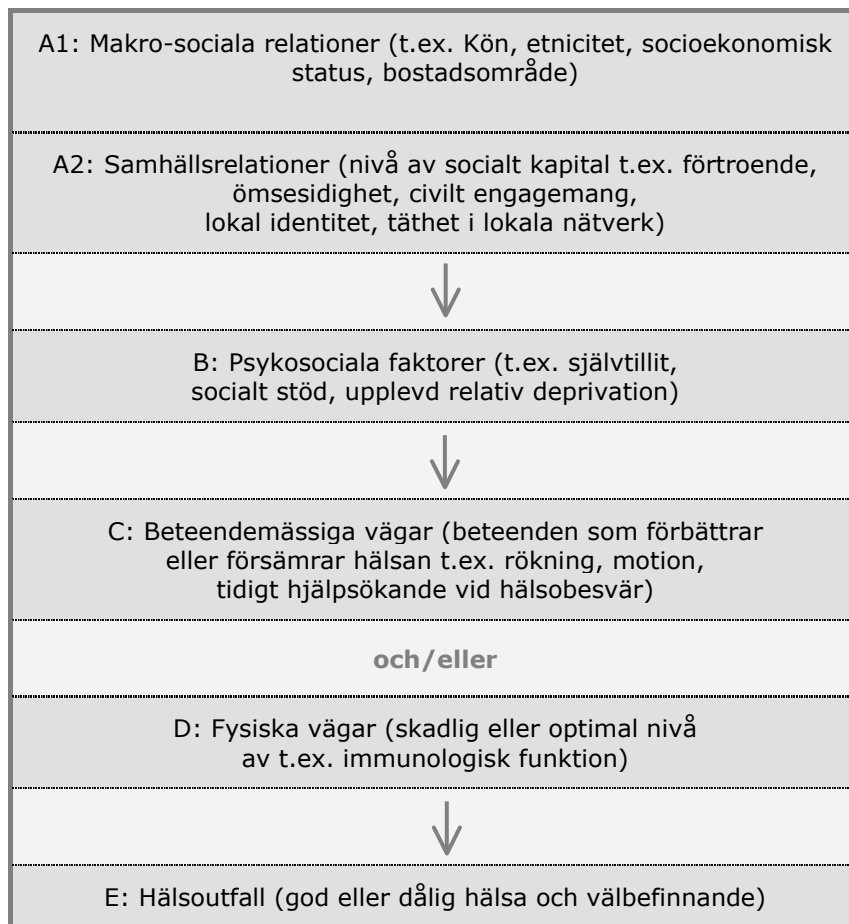 A1: Makro-sociala relationer (t.ex. Kön, etnicitet, socioekonomisk
status, bostadsområde)
A2: Samhällsrelationer (nivå av socialt kapital t.ex. förtroende,
ömsesidighet, civilt engagemang,
lokal identitet, täthet i lokala nätverk)
B: Psykosociala faktorer (t.ex. självtillit,
socialt stöd, upplevd relativ deprivation)
C: Beteendemässiga vägar (beteenden som förbättrar
eller försämrar hälsan t.ex. rökning, motion,
tidigt hjälpsökande vid hälsobesvär)
och/eller
D: Fysiska vägar (skadlig eller optimal nivå
av t.ex. immunologisk funktion)
E: Hälsoutfall (god eller dålig hälsa och välbefinnande)